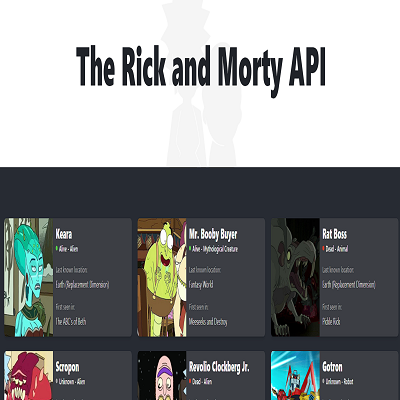 The Rick and Morty API
Keara
Alive - Alien
Last known location:
Earth (Replacement Dimension)
First seen in:
The ABC's of Beth
Mr. Booby Buyer
Alive - Mythological Creature
Last known location:
Fantasy World
First seen in:
Meeseeks and Destroy
Rat Boss
Dead - Animal
Last known location:
Earth (Replacement Dimension)
First seen in:
Pickle Rick
Scropon
Unknown - Alien
Revolio Clockberg Jr.
Dead - Alien
Gotron
Unknown - Robot